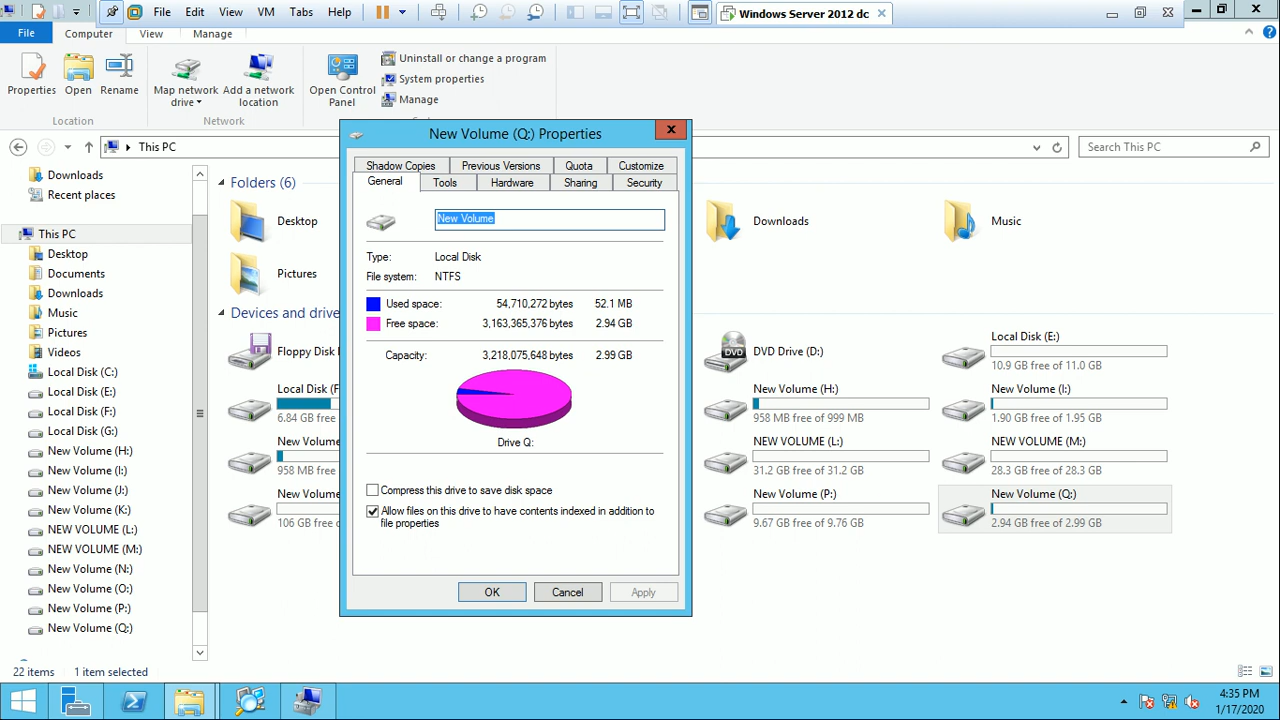 File Edit View VM Tabs Help
Windows Server 2012 dc
File Computer View Manage
Properties Open Rename
Map network drive
Add a network location
Open Control Panel
Uninstall or change a program
System properties
Manage
Location Network
This PC
Search This PC
Downloads
Recent places
This PC
Desktop
Documents
Downloads
Music
Pictures
Videos
Local Disk (C:)
Local Disk (E:)
Local Disk (F:)
Local Disk (G:)
New Volume (H:)
New Volume (I:)
New Volume (J:)
New Volume (K:)
NEW VOLUME (L:)
NEW VOLUME (M:)
New Volume (N:)
New Volume (O:)
New Volume (P:)
New Volume (Q:)
Folders (6)
Desktop
Pictures
Downloads
Music
Devices and drive
Floppy Disk
Local Disk (F
6.84 GB free
New Volume
958 MB free
New Volume
106 GB free
New Volume (Q:) Properties
Shadow Copies Previous Versions Quota Customize
General Tools Hardware Sharing Security
New Volume
Type: Local Disk
File system: NTFS
Used space: 54,710,272 bytes 52.1 MB
Free space: 3,163,365,376 bytes 2.94 GB
Capacity: 3,218,075,648 bytes 2.99 GB
Drive Q:
Compress this drive to save disk space
Allow files on this drive to have contents indexed in addition to
file properties
OK Cancel Apply
DVD Drive (D:)
Local Disk (E:)
10.9 GB free of 11.0 GB
New Volume (H:)
958 MB free of 999 MB
New Volume (I:)
1.90 GB free of 1.95 GB
NEW VOLUME (L:)
31.2 GB free of 31.2 GB
NEW VOLUME (M:)
28.3 GB free of 28.3 GB
New Volume (P:)
9.67 GB free of 9.76 GB
New Volume (Q:)
2.94 GB free of 2.99 GB
22 items 1 item selected
4:35 PM
1/17/2020